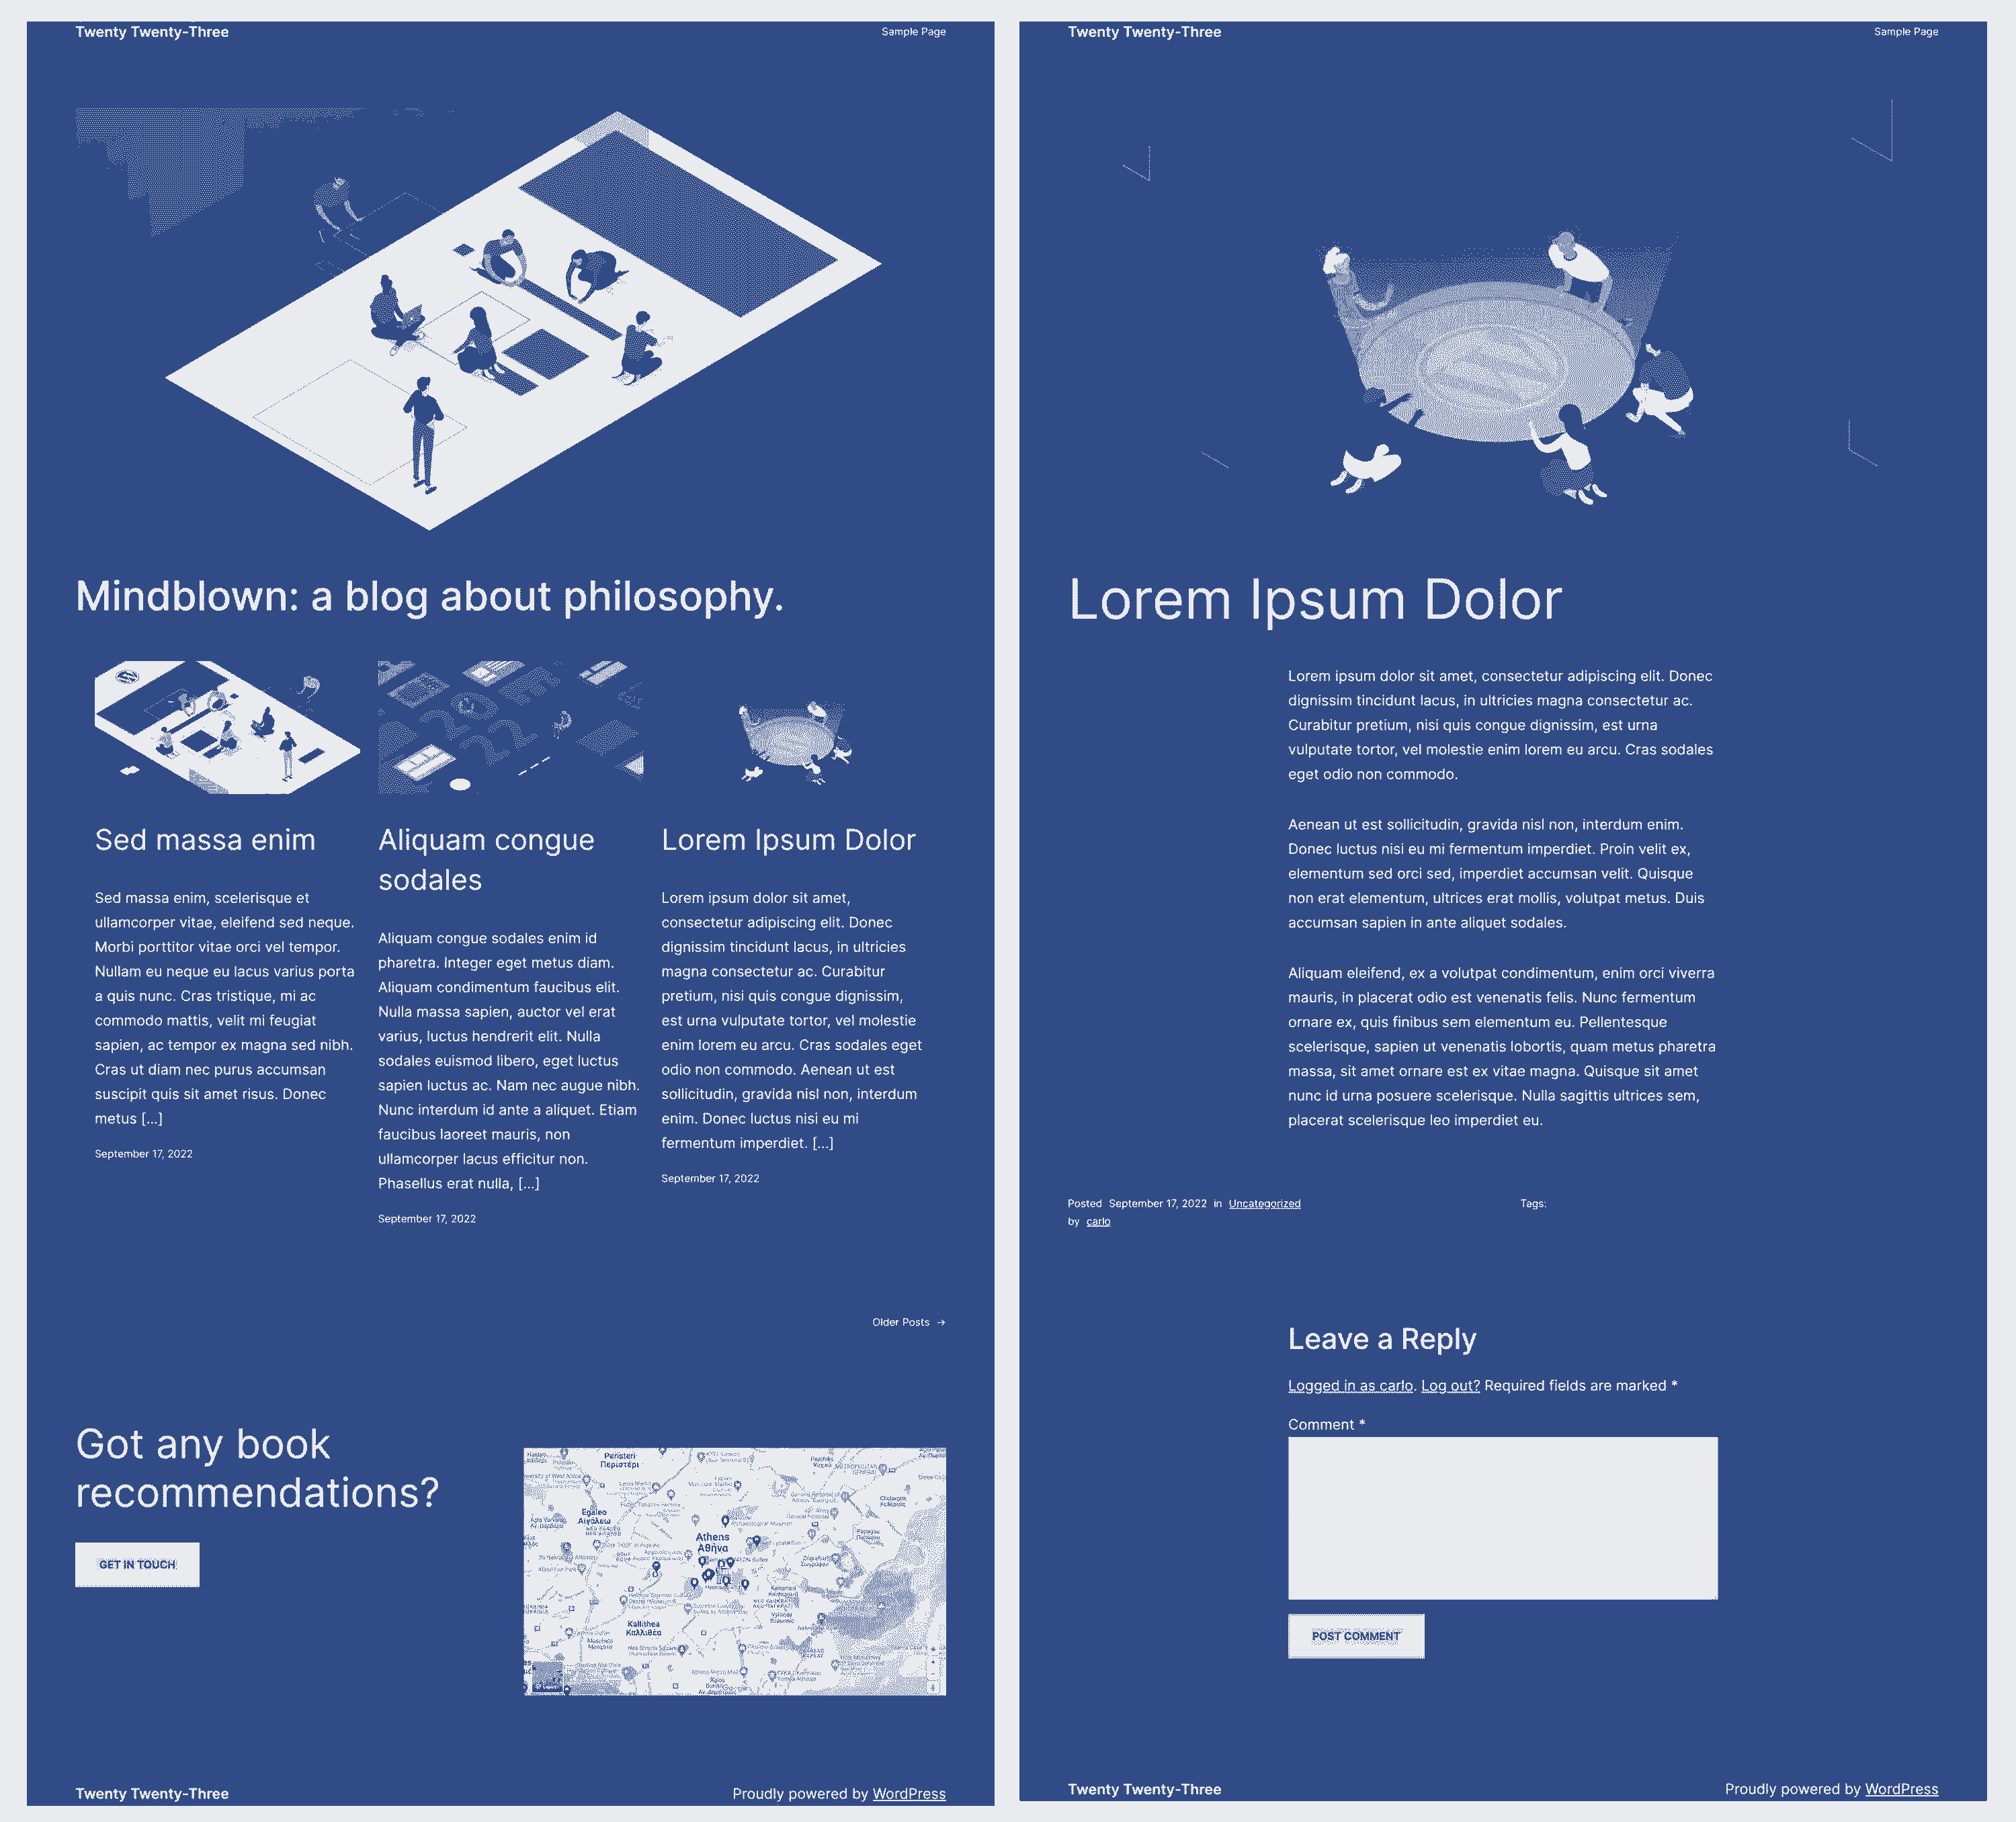 Twenty Twenty-Three
Sample Page
Mindblown: a blog about philosophy.
Sed massa enim
Sed massa enim, scelerisque et
ullamcorper vitae, eleifend sed neque.
Morbi porttitor vitae orci vel tempor.
Nullam eu neque eu lacus varius porta
a quis nunc. Cras tristique, mi ac
commodo mattis, velit mi feugiat
sapien, ac tempor ex magna sed nibh.
Cras ut diam nec purus accumsan
suscipit quis sit amet risus. Donec
metus [...]
September 17, 2022
Aliquam congue
sodales
Aliquam congue sodales enim id
pharetra. Integer eget metus diam.
Aliquam condimentum faucibus elit.
Nulla massa sapien, auctor vel erat
varius, luctus hendrerit elit. Nulla
sodales euismod libero, eget luctus
sapien luctus ac. Nam nec augue nibh.
Nunc interdum id ante a aliquet. Etiam
faucibus laoreet mauris, non
ullamcorper lacus efficitur non.
Phasellus erat nulla, [...]
September 17, 2022
Lorem Ipsum Dolor
Lorem ipsum dolor sit amet,
consectetur adipiscing elit. Donec
dignissim tincidunt lacus, in ultricies
magna consectetur ac. Curabitur
pretium, nisi quis congue dignissim,
est urna vulputate tortor, vel molestie
enim lorem eu arcu. Cras sodales eget
odio non commodo. Aenean ut est
sollicitudin, gravida nisl non, interdum
enim. Donec luctus nisi eu mi
fermentum imperdiet. [...]
September 17, 2022
Older Posts →
Got any book
recommendations?
GET IN TOUCH
Peristeri
Περιστέρι
Egaleo
Αιγάλεω
Athens
Αθήνα
Kallithea
Καλλιθέα
Twenty Twenty-Three
Proudly powered by WordPress
Twenty Twenty-Three
Sample Page
Lorem Ipsum Dolor
Lorem ipsum dolor sit amet, consectetur adipiscing elit. Donec
dignissim tincidunt lacus, in ultricies magna consectetur ac.
Curabitur pretium, nisi quis congue dignissim, est urna
vulputate tortor, vel molestie enim lorem eu arcu. Cras sodales
eget odio non commodo.
Aenean ut est sollicitudin, gravida nisl non, interdum enim.
Donec luctus nisi eu mi fermentum imperdiet. Proin velit ex,
elementum sed orci sed, imperdiet accumsan velit. Quisque
non erat elementum, ultrices erat mollis, volutpat metus. Duis
accumsan sapien in ante aliquet sodales.
Aliquam eleifend, ex a volutpat condimentum, enim orci viverra
mauris, in placerat odio est venenatis felis. Nunc fermentum
ornare ex, quis finibus sem elementum eu. Pellentesque
scelerisque, sapien ut venenatis lobortis, quam metus pharetra
massa, sit amet ornare est ex vitae magna. Quisque sit amet
nunc id urna posuere scelerisque. Nulla sagittis ultrices sem,
placerat scelerisque leo imperdiet eu.
Posted September 17, 2022 in Uncategorized
by carlo
Tags:
Leave a Reply
Logged in as carlo. Log out? Required fields are marked *
Comment *
POST COMMENT
Twenty Twenty-Three
Proudly powered by WordPress